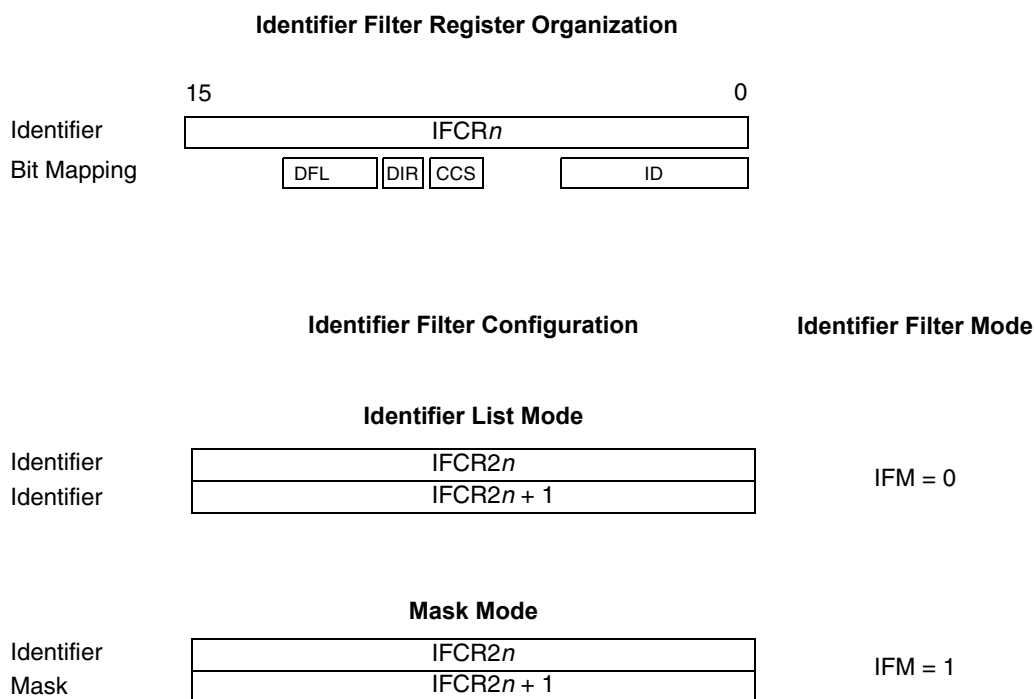 Identifier Filter Register Organization
15 0
Identifier IFCRn
Bit Mapping DFL DIR CCS ID
Identifier Filter Configuration Identifier Filter Mode
Identifier List Mode
Identifier IFCR2n
IFM = 0
Identifier IFCR2n + 1
Mask Mode
Identifier IFCR2n
IFM = 1
Mask IFCR2n + 1